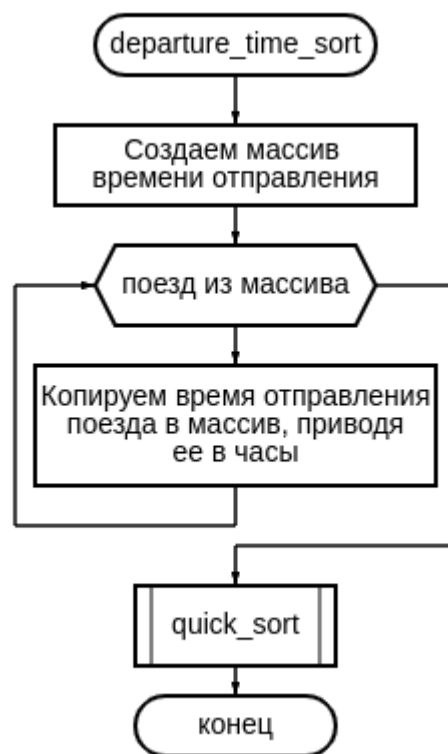 departure_time_sort
Создаем массив
времени отправления
поезд из массива
Копируем время отправления
поезда в массив, приводя
ее в часы
quick_sort
конец